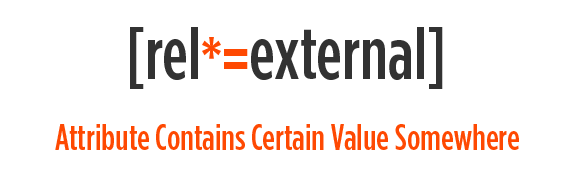 [rel*=external]
Attribute Contains Certain Value Somewhere